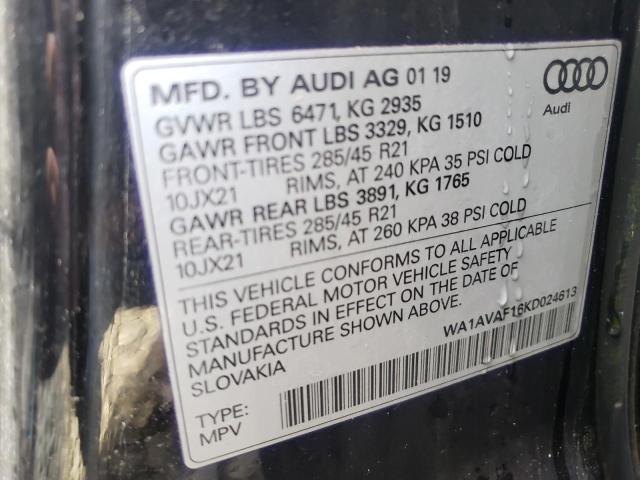 MFD. BY AUDI AG 01 19
GVWR LBS 6471, KG 2935
GAWR FRONT LBS 3329, KG 1510
FRONT-TIRES 285/45 R21
10JX21 RIMS, AT 240 KPA 35 PSI COLD
GAWR REAR LBS 3891, KG 1765
REAR-TIRES 285/45 R21
10JX21 RIMS, AT 260 KPA 38 PSI COLD
THIS VEHICLE CONFORMS TO ALL APPLICABLE
U.S. FEDERAL MOTOR VEHICLE SAFETY
STANDARDS IN EFFECT ON THE DATE OF
MANUFACTURE SHOWN ABOVE.
SLOVAKIA
WA1AVAF16KD024613
TYPE:
MPV
Audi